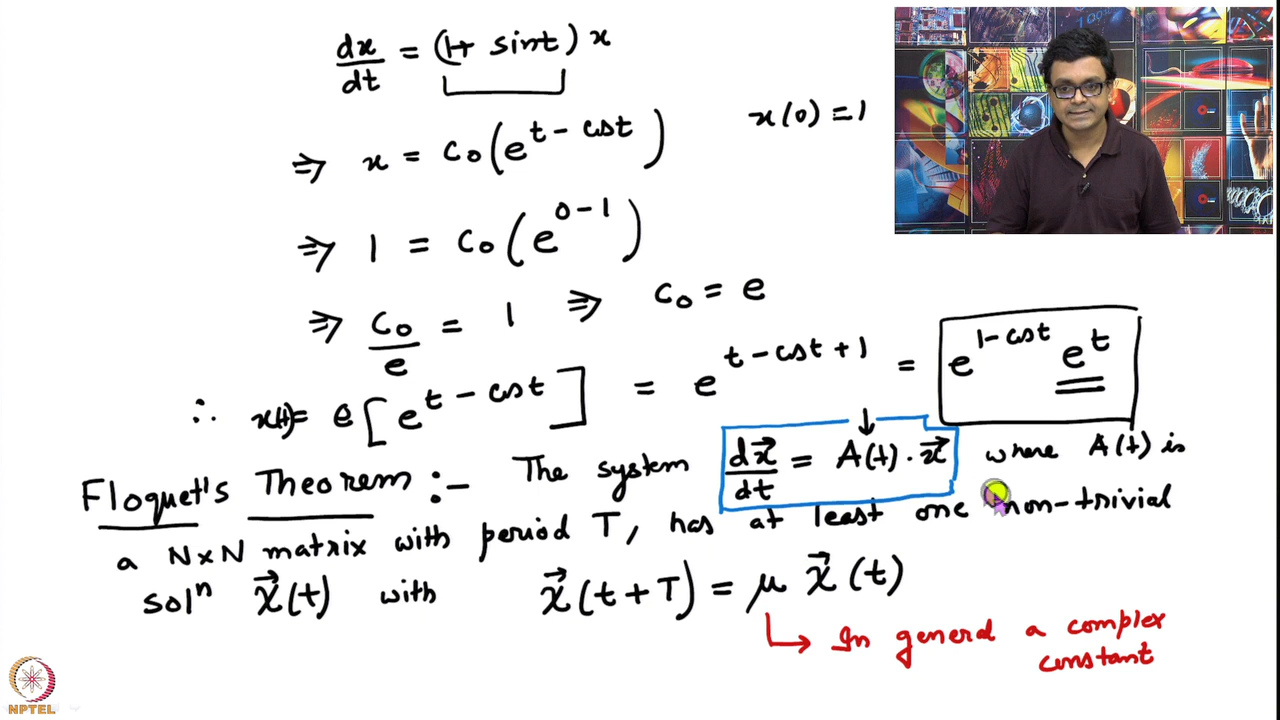 dx/dt = (1+ sint) x
⇒ x = c₀(e^{t - cost})
x(0) = 1
⇒ 1 = c₀(e^{0-1})
⇒ c₀/e = 1 ⇒ c₀ = e
∴ x(t) = e[e^{t - cost}] = e^{t - cost + 1} = e^{1 - cost} e^t
Floquet's Theorem :- The system dx⃗/dt = A(t)·x⃗ where A(t) is
a N×N matrix with period T, has at least one non-trivial
solⁿ χ⃗(t) with χ⃗(t+T) = μ χ⃗(t)
↳ In general a complex
constant
NPTEL